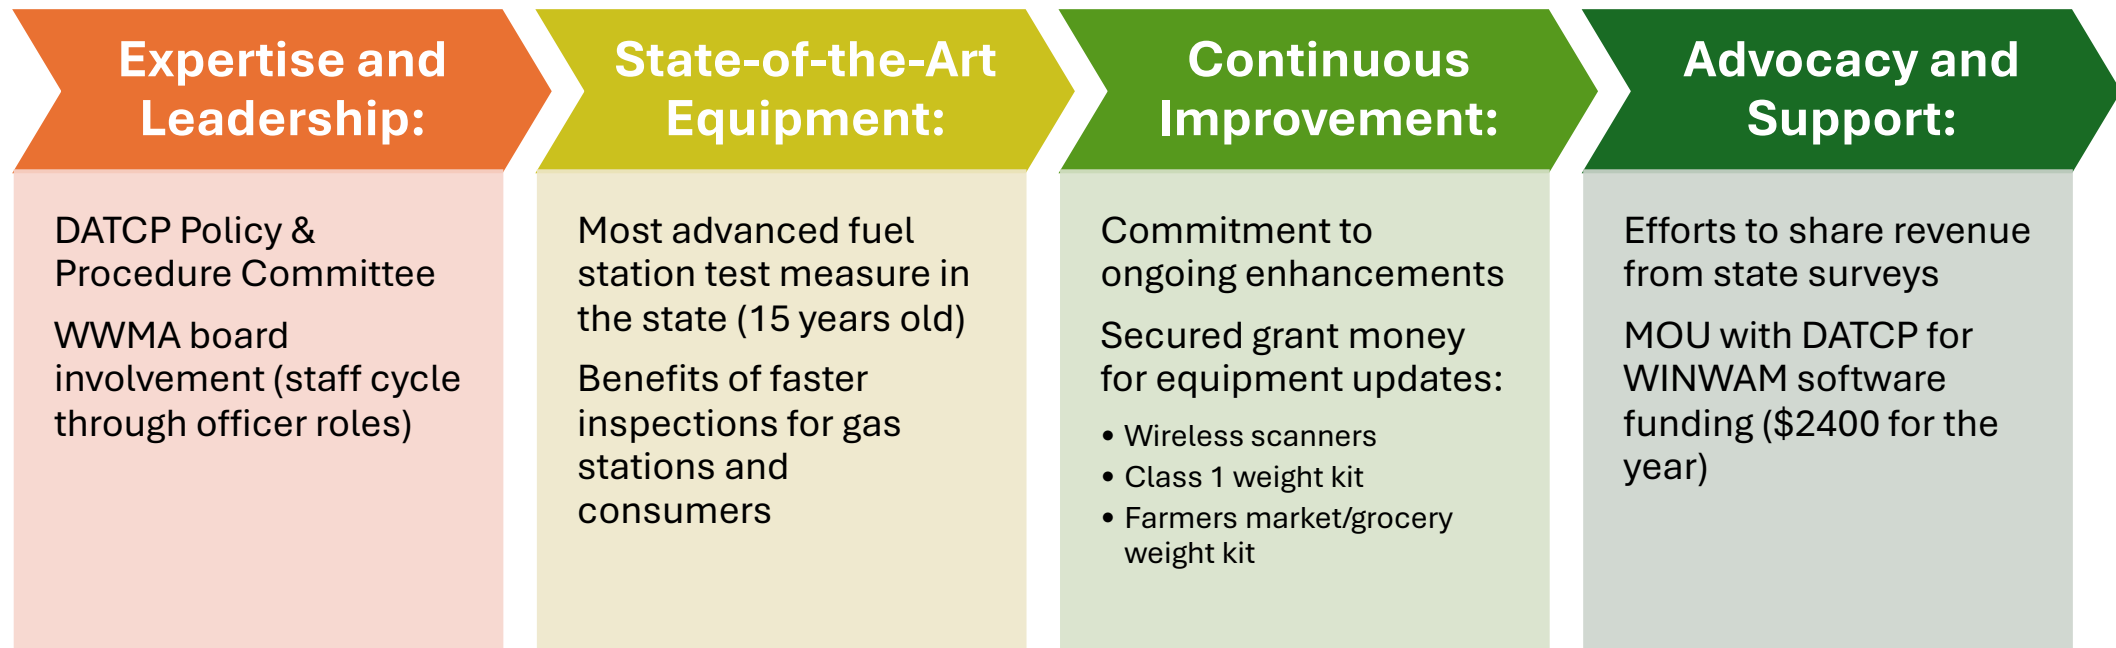 Expertise and
Leadership:
DATCP Policy &
Procedure Committee
WWMA board
involvement (staff cycle
through officer roles)
State-of-the-Art
Equipment:
Most advanced fuel
station test measure in
the state (15 years old)
Benefits of faster
inspections for gas
stations and
consumers
Continuous
Improvement:
Commitment to
ongoing enhancements
Secured grant money
for equipment updates:
• Wireless scanners
• Class 1 weight kit
• Farmers market/grocery
weight kit
Advocacy and
Support:
Efforts to share revenue
from state surveys
MOU with DATCP for
WINWAM software
funding ($2400 for the
year)